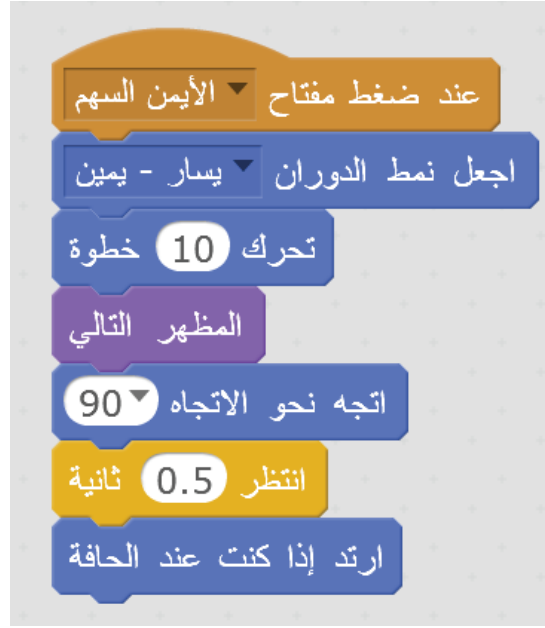 عند ضغط مفتاح الأيمن السهم
اجعل نمط الدوران يسار - يمين
تحرك 10 خطوة
المظهر التالي
اتجه نحو الاتجاه 90
انتظر 0.5 ثانية
ارتد إذا كنت عند الحافة